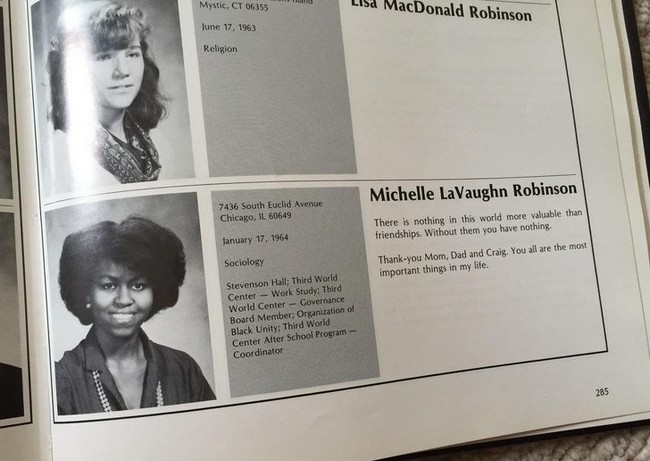 Mystic, CT 06355
June 17, 1963
Religion
Lisa MacDonald Robinson
7436 South Euclid Avenue
Chicago, IL 60649
January 17, 1964
Sociology
Stevenson Hall; Third World
Center — Work Study; Third
World Center — Governance
Board Member; Organization of
Black Unity; Third World
Center After School Program —
Coordinator
Michelle LaVaughn Robinson
There is nothing in this world more valuable than
friendships. Without them you have nothing.
Thank-you Mom, Dad and Craig. You all are the most
important things in my life.
285